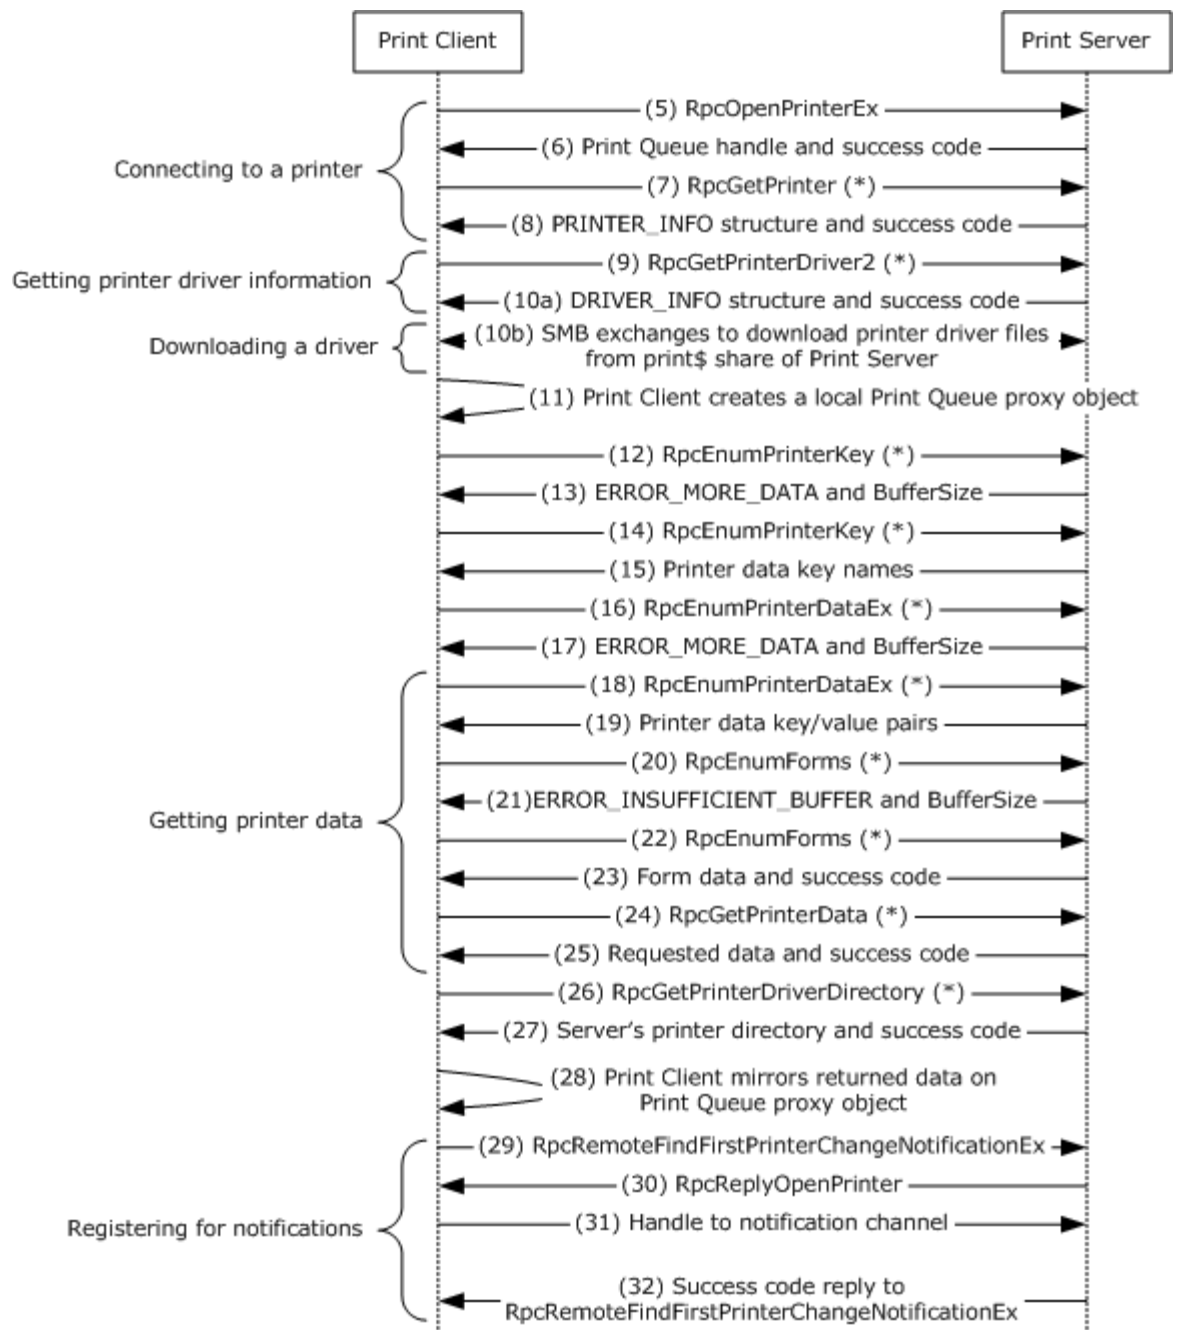 Print Client
Print Server
(5) RpcOpenPrinterEx
(6) Print Queue handle and success code
Connecting to a printer
(7) RpcGetPrinter (*)
(8) PRINTER_INFO structure and success code
(9) RpcGetPrinterDriver2 (*)
Getting printer driver information
(10a) DRIVER_INFO structure and success code
(10b) SMB exchanges to download printer driver files
Downloading a driver
from print$ share of Print Server
(11) Print Client creates a local Print Queue proxy object
(12) RpcEnumPrinterKey (*)
(13) ERROR_MORE_DATA and BufferSize
(14) RpcEnumPrinterKey (*)
(15) Printer data key names
(16) RpcEnumPrinterDataEx (*)
(17) ERROR_MORE_DATA and BufferSize
(18) RpcEnumPrinterDataEx (*)
(19) Printer data key/value pairs
(20) RpcEnumForms (*)
(21)ERROR_INSUFFICIENT_BUFFER and BufferSize
Getting printer data
(22) RpcEnumForms (*)
(23) Form data and success code
(24) RpcGetPrinterData (*)
(25) Requested data and success code
(26) RpcGetPrinterDriverDirectory (*)
(27) Server’s printer directory and success code
(28) Print Client mirrors returned data on
Print Queue proxy object
(29) RpcRemoteFindFirstPrinterChangeNotificationEx
(30) RpcReplyOpenPrinter
(31) Handle to notification channel
Registering for notifications
(32) Success code reply to
RpcRemoteFindFirstPrinterChangeNotificationEx